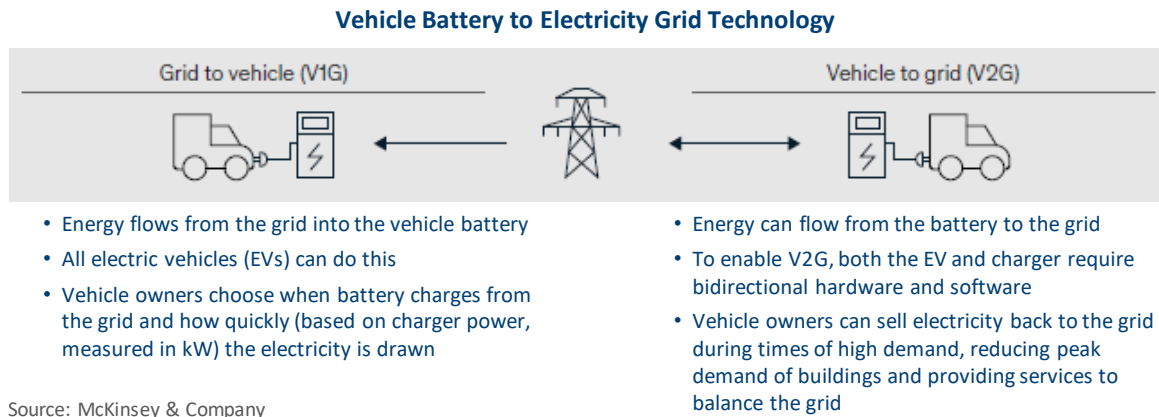 Vehicle Battery to Electricity Grid Technology
Grid to vehicle (V1G)
Vehicle to grid (V2G)
• Energy flows from the grid into the vehicle battery
• All electric vehicles (EVs) can do this
• Vehicle owners choose when battery charges from
the grid and how quickly (based on charger power,
measured in kW) the electricity is drawn
• Energy can flow from the battery to the grid
• To enable V2G, both the EV and charger require
bidirectional hardware and software
• Vehicle owners can sell electricity back to the grid
during times of high demand, reducing peak
demand of buildings and providing services to
balance the grid
Source: McKinsey & Company